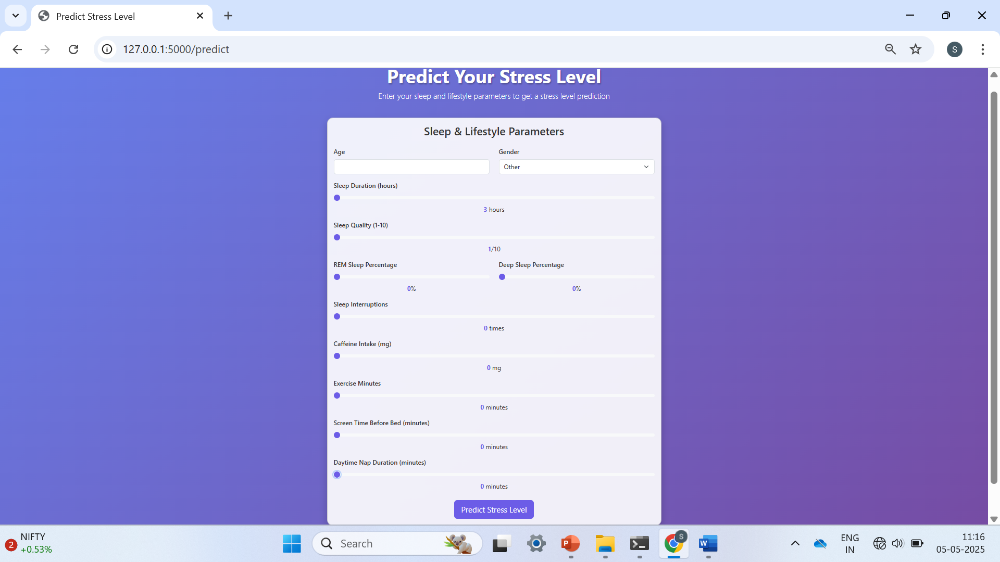 Predict Stress Level
127.0.0.1:5000/predict
S
Predict Your Stress Level
Enter your sleep and lifestyle parameters to get a stress level prediction
Sleep & Lifestyle Parameters
Age
Gender
Other
Sleep Duration (hours)
3 hours
Sleep Quality (1-10)
1/10
REM Sleep Percentage
Deep Sleep Percentage
0%
0%
Sleep Interruptions
0 times
Caffeine Intake (mg)
0 mg
Exercise Minutes
0 minutes
Screen Time Before Bed (minutes)
0 minutes
Daytime Nap Duration (minutes)
0 minutes
Predict Stress Level
2
NIFTY
+0.53%
Search
P
S
W
ENG
IN
11:16
05-05-2025